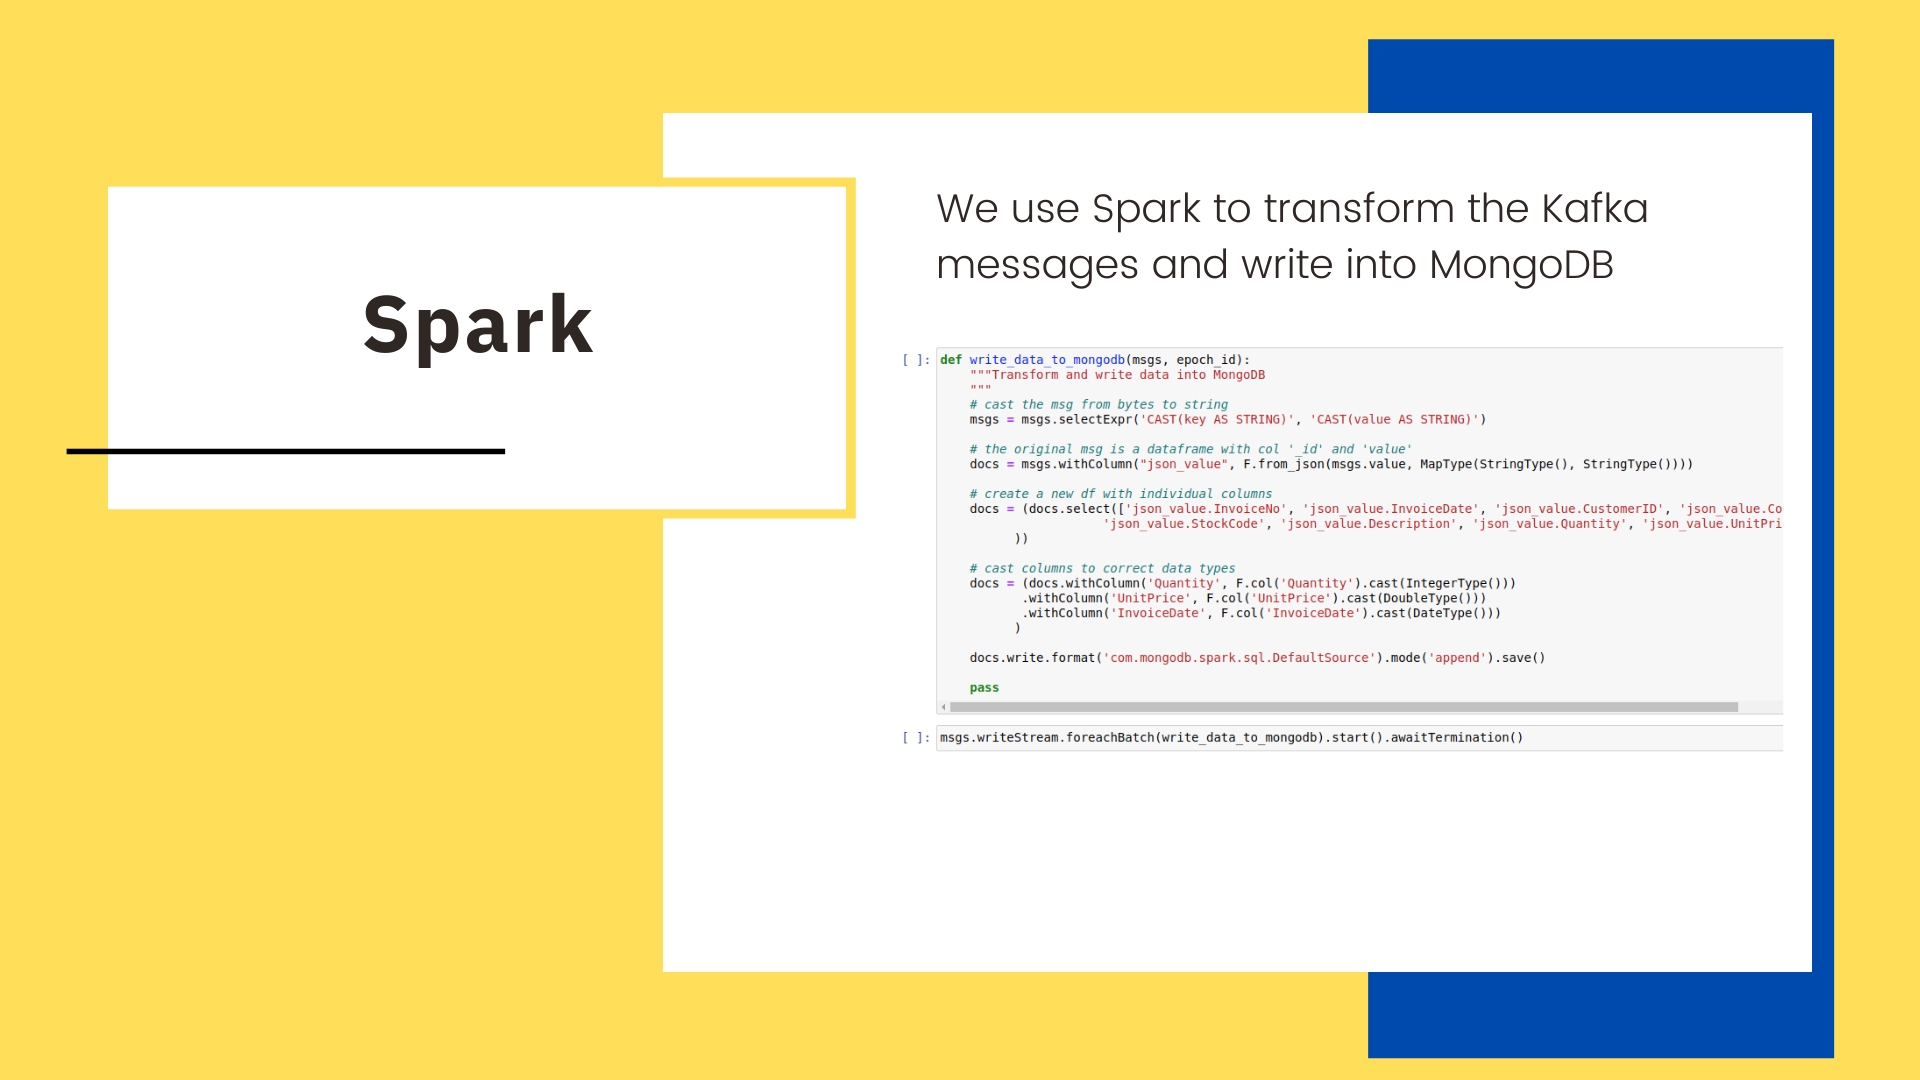 Spark
We use Spark to transform the Kafka
messages and write into MongoDB
[ ]: def write_data_to_mongodb(msgs, epoch_id):
    """Transform and write data into MongoDB
    """
    # cast the msg from bytes to string
    msgs = msgs.selectExpr('CAST(key AS STRING)', 'CAST(value AS STRING)')
    # the original msg is a dataframe with col '_id' and 'value'
    docs = msgs.withColumn("json_value", F.from_json(msgs.value, MapType(StringType(), StringType())))
    # create a new df with individual columns
    docs = (docs.select(['json_value.InvoiceNo', 'json_value.InvoiceDate', 'json_value.CustomerID', 'json_value.Co
                      'json_value.StockCode', 'json_value.Description', 'json_value.Quantity', 'json_value.UnitPri
          ))
    # cast columns to correct data types
    docs = (docs.withColumn('Quantity', F.col('Quantity').cast(IntegerType()))
           .withColumn('UnitPrice', F.col('UnitPrice').cast(DoubleType()))
           .withColumn('InvoiceDate', F.col('InvoiceDate').cast(DateType()))
          )
    docs.write.format('com.mongodb.spark.sql.DefaultSource').mode('append').save()
    pass
[ ]: msgs.writeStream.foreachBatch(write_data_to_mongodb).start().awaitTermination()